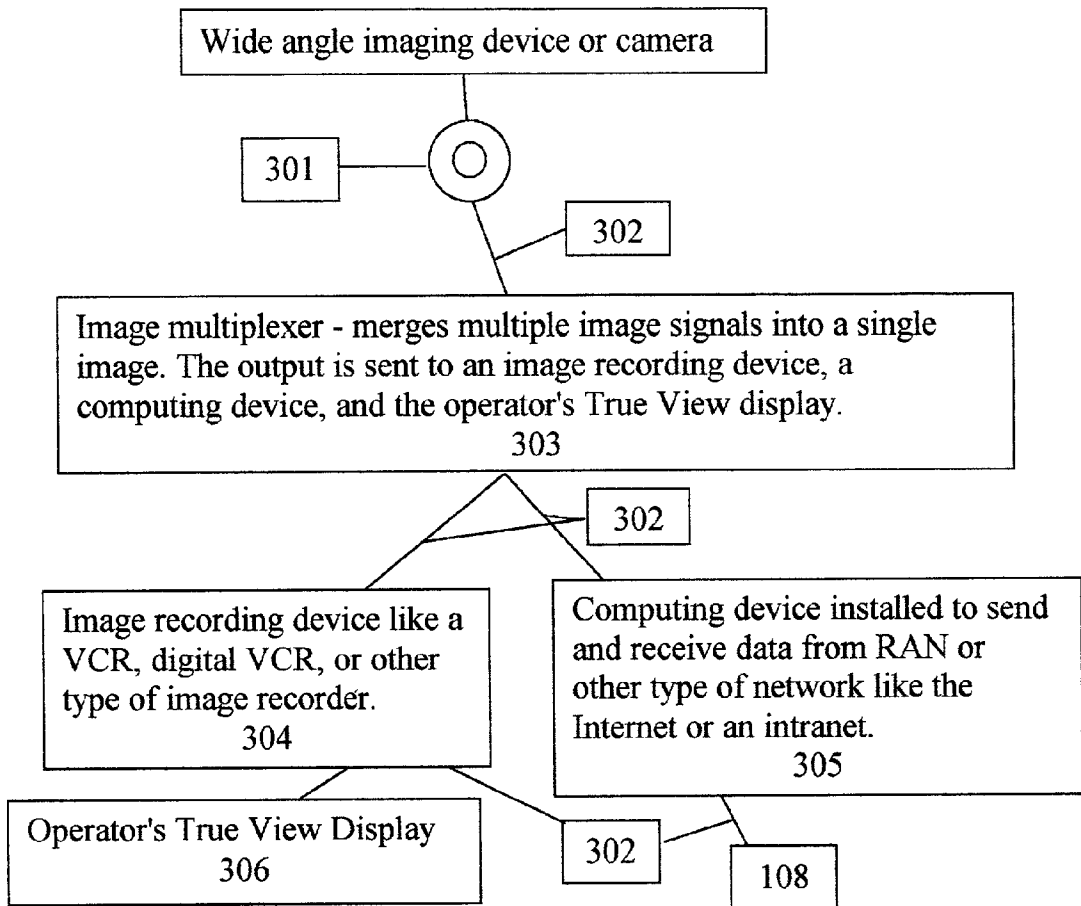 Wide angle imaging device or camera
301
302
Image multiplexer - merges multiple image signals into a single
image. The output is sent to an image recording device, a
computing device, and the operator's True View display.
303
302
Image recording device like a
VCR, digital VCR, or other
type of image recorder.
304
Computing device installed to send
and receive data from RAN or
other type of network like the
Internet or an intranet.
305
Operator's True View Display
306
302
108